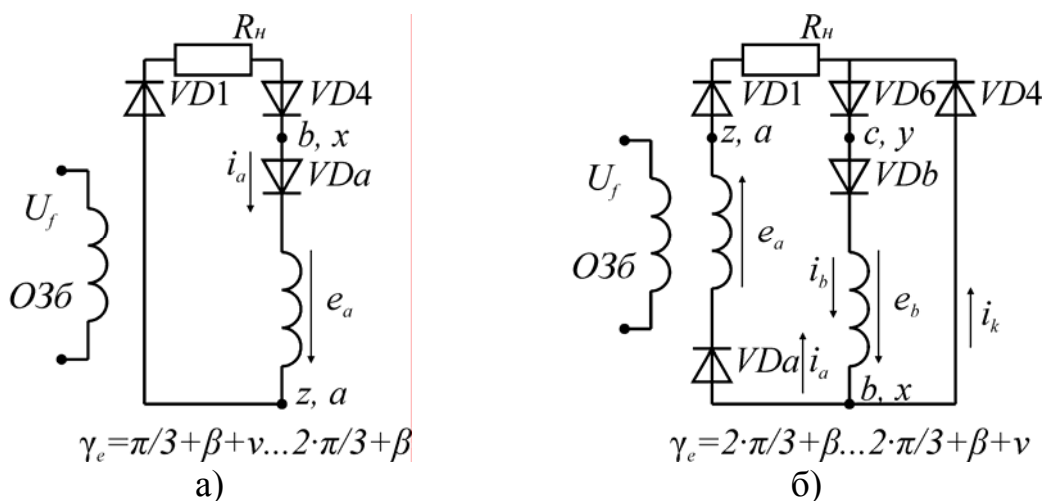 Rн
VD1
VD4
b, x
ia
VDa
Uf
ОЗб
ea
z, a
γe=π/3+β+ν...2·π/3+β
а)
Rн
VD1
VD6
VD4
z, a
c, y
VDb
Uf
ea
ОЗб
ib
eb
ik
VDa
ia
b, x
γe=2·π/3+β...2·π/3+β+ν
б)